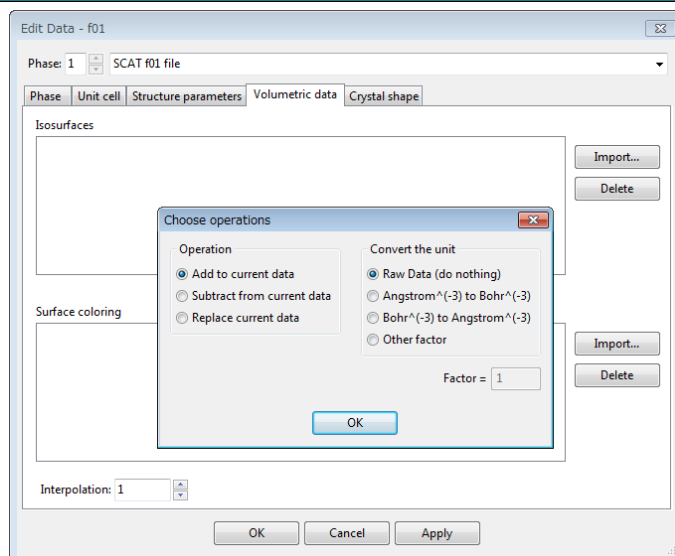 Edit Data - f01
Phase: 1 SCAT f01 file
Phase Unit cell Structure parameters Volumetric data Crystal shape
Isosurfaces
Import...
Delete
Choose operations
Operation
Add to current data
Subtract from current data
Replace current data
Convert the unit
Raw Data (do nothing)
Angstrom^(-3) to Bohr^(-3)
Bohr^(-3) to Angstrom^(-3)
Other factor
Factor = 1
OK
Surface coloring
Import...
Delete
Interpolation: 1
OK Cancel Apply